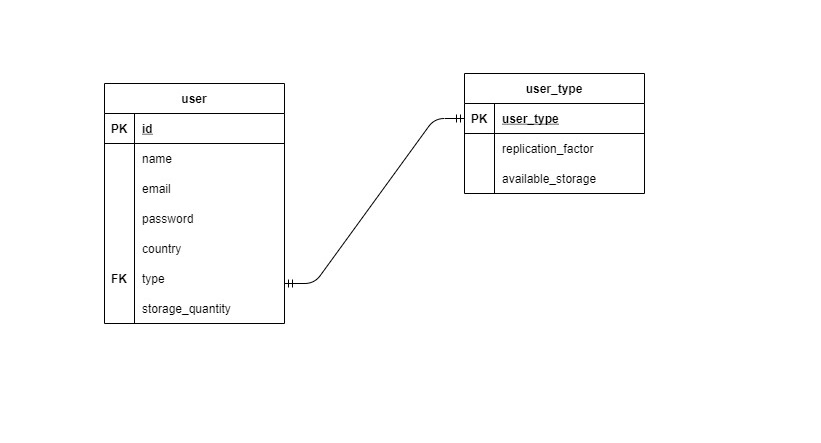 user
PK id
name
email
password
country
FK type
storage_quantity
user_type
PK user_type
replication_factor
available_storage